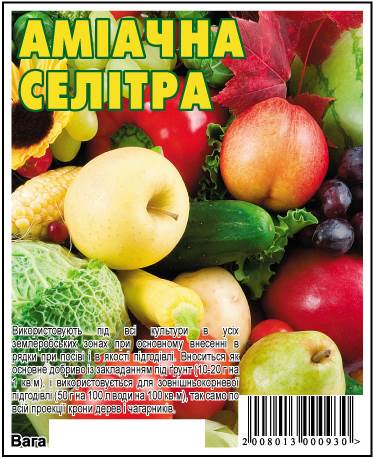 АМІАЧНА
СЕЛІТРА
Використовують під всі культури в усіх
землеробських зонах при основному внесенні в
рядки при посіві і в якості підгодівлі. Вноситься як
основне добриво із закладанням під ґрунт (10-20 г на
1 кв м), і використовується для зовнішньокорневої
підгодівлі (50 г на 100 л води на 100 кв м), так само по
всій проекції крони дерев і чагарників.
Вага
2 008013 000930 >